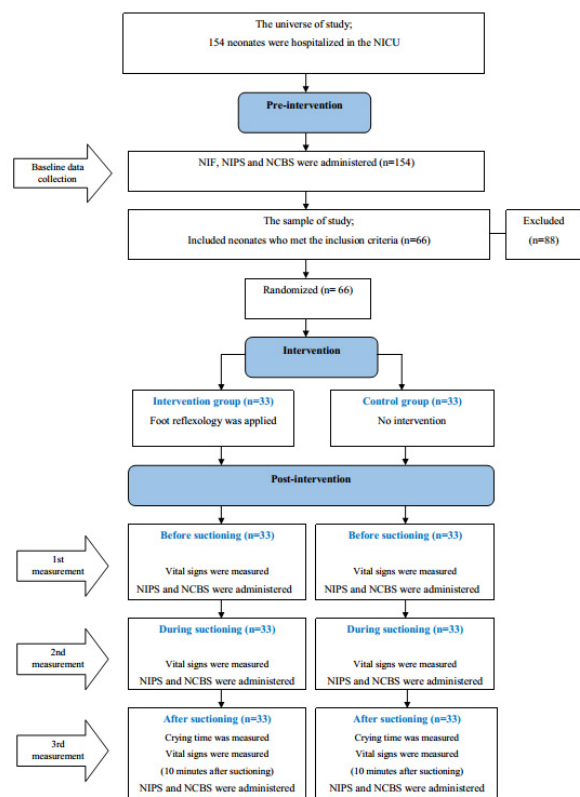 The universe of study;
154 neonates were hospitalized in the NICU
Pre-intervention
Baseline data
collection
NIF, NIPS and NCBS were administered (n=154)
The sample of study;
Included neonates who met the inclusion criteria (n=66)
Excluded
(n=88)
Randomized (n= 66)
Intervention
Intervention group (n=33)
Foot reflexology was applied
Control group (n=33)
No intervention
Post-intervention
1st
measurement
Before suctioning (n=33)
Vital signs were measured
NIPS and NCBS were administered
Before suctioning (n=33)
Vital signs were measured
NIPS and NCBS were administered
2nd
measurement
During suctioning (n=33)
Vital signs were measured
NIPS and NCBS were administered
During suctioning (n=33)
Vital signs were measured
NIPS and NCBS were administered
3rd
measurement
After suctioning (n=33)
Crying time was measured
Vital signs were measured
(10 minutes after suctioning)
NIPS and NCBS were administered
After suctioning (n=33)
Crying time was measured
Vital signs were measured
(10 minutes after suctioning)
NIPS and NCBS were administered